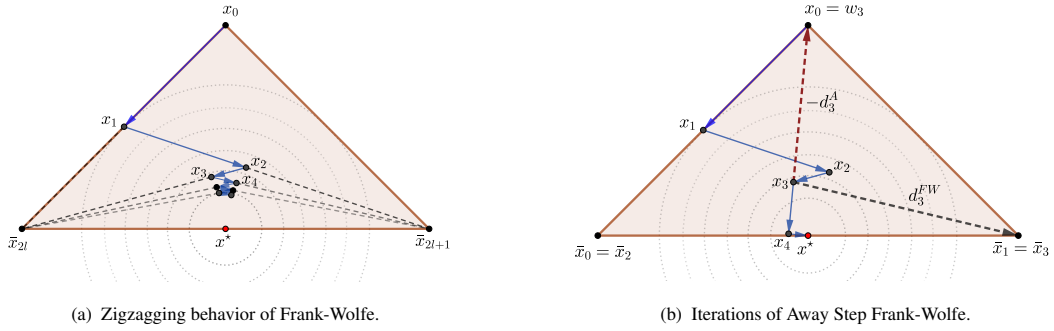 x₀
x₁
x₂
x₃
x₄
x̄₂ₗ
x*
x̄₂ₗ₊₁
(a) Zigzagging behavior of Frank-Wolfe.
x₀ = w₃
−d₃ᴬ
x₁
x₂
x₃
d₃ᶠᵂ
x₄
x*
x̄₀ = x̄₂
x̄₁ = x̄₃
(b) Iterations of Away Step Frank-Wolfe.